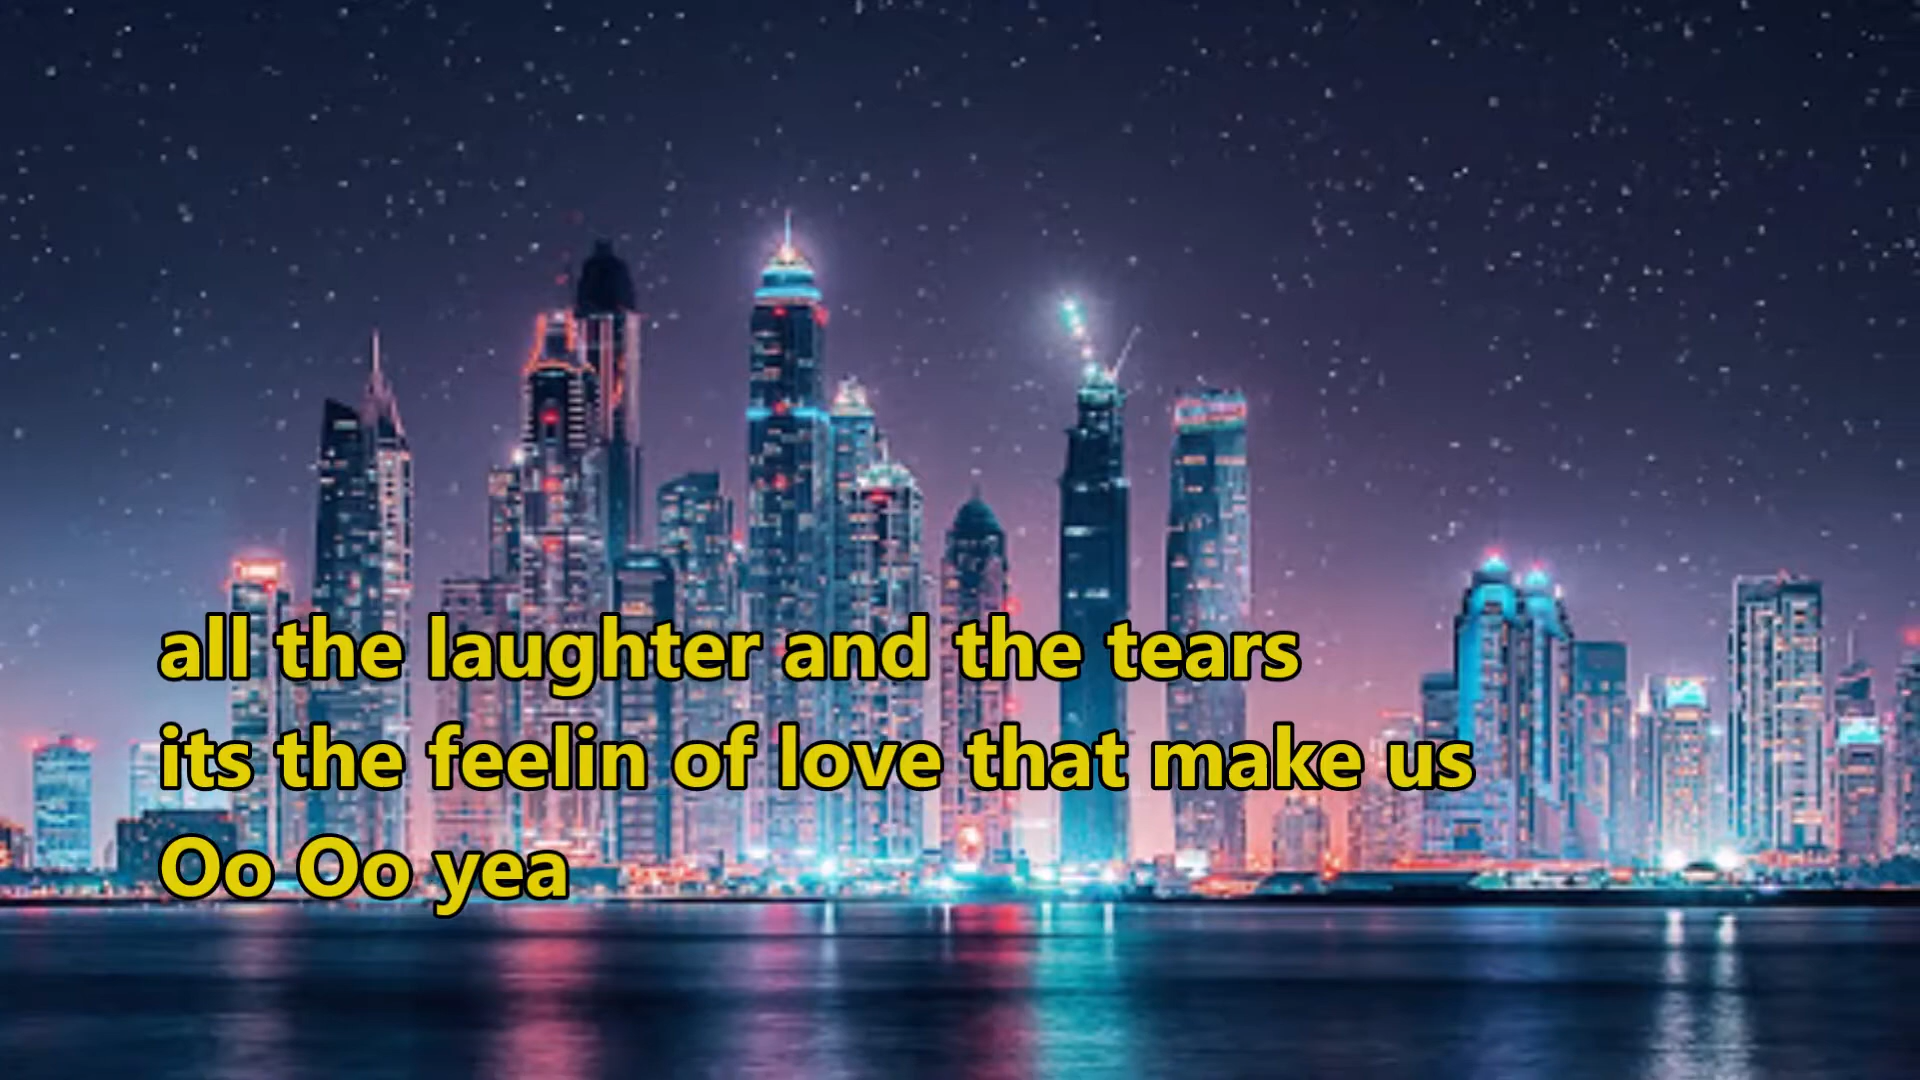 all the laughter and the tears
its the feelin of love that make us
Oo Oo yea